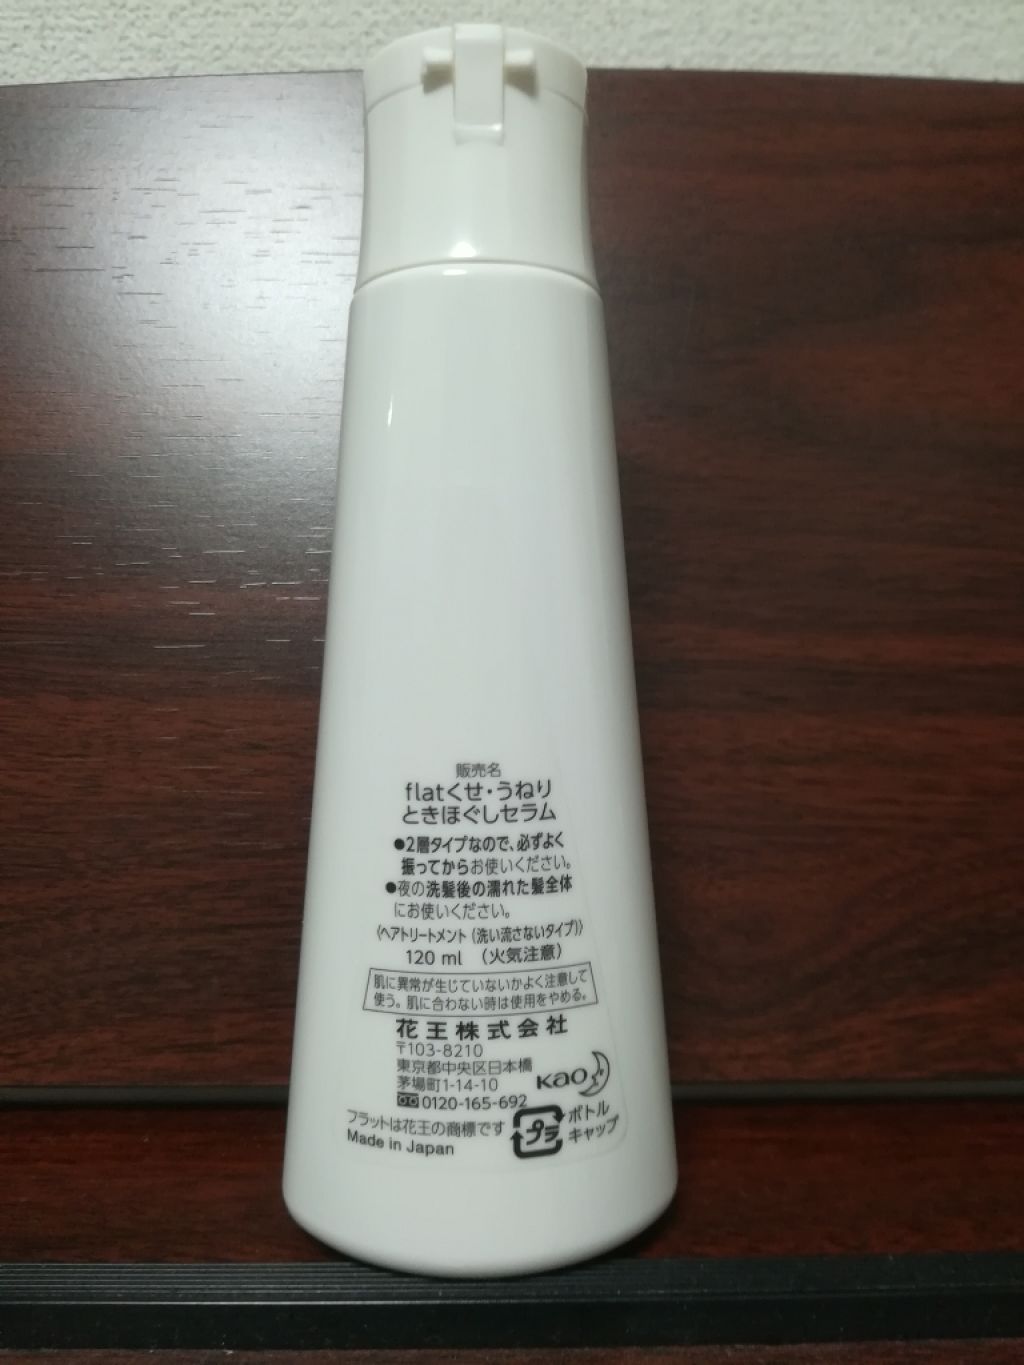 販売名
flatくせ・うねり
ときほぐしセラム
●2層タイプなので、必ずよく
振ってからお使いください。
●夜の洗髪後の濡れた髪全体
にお使いください。
〈ヘアトリートメント（洗い流さないタイプ）〉
120 ml （火気注意）
肌に異常が生じていないかよく注意して
使う。肌に合わない時は使用をやめる。
花王株式会社
〒103-8210
東京都中央区日本橋
茅場町1-14-10
0120-165-692
Kao
フラットは花王の商標です
Made in Japan
プラ
ボトル
キャップ